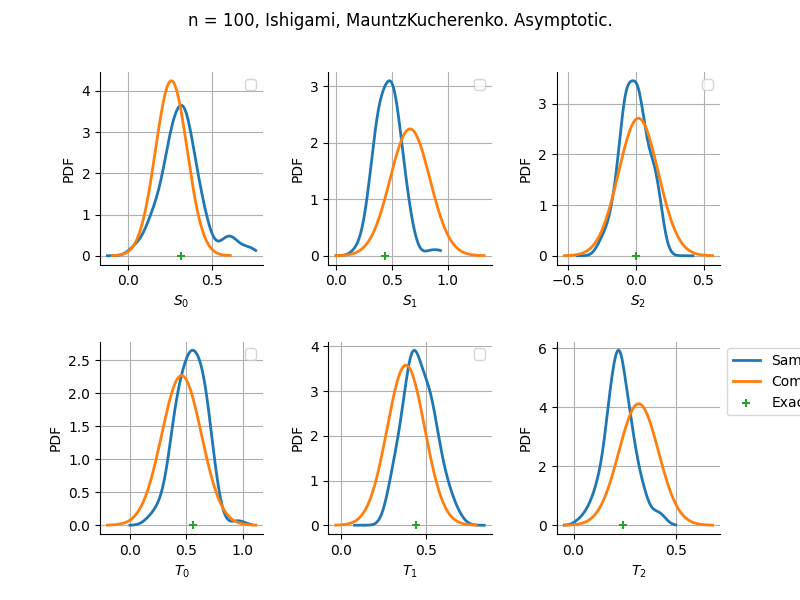 n = 100, Ishigami, MauntzKucherenko. Asymptotic.
PDF
4
3
2
1
0
0.0 0.5
S0
PDF
3
2
1
0
0.0 0.5 1.0
S1
PDF
3
2
1
0
−0.5 0.0 0.5
S2
PDF
2.5
2.0
1.5
1.0
0.5
0.0
0.0 0.5 1.0
T0
PDF
4
3
2
1
0
0.0 0.5
T1
PDF
6
4
2
0
0.0 0.5
T2
Sam
Com
Exac